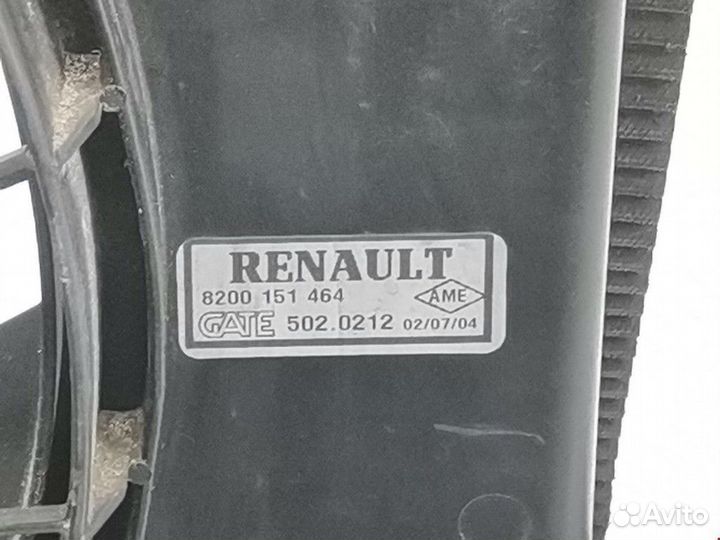 RENAULT
8200 151 464 AME
GATE 502.0212 02/07/04
Avito